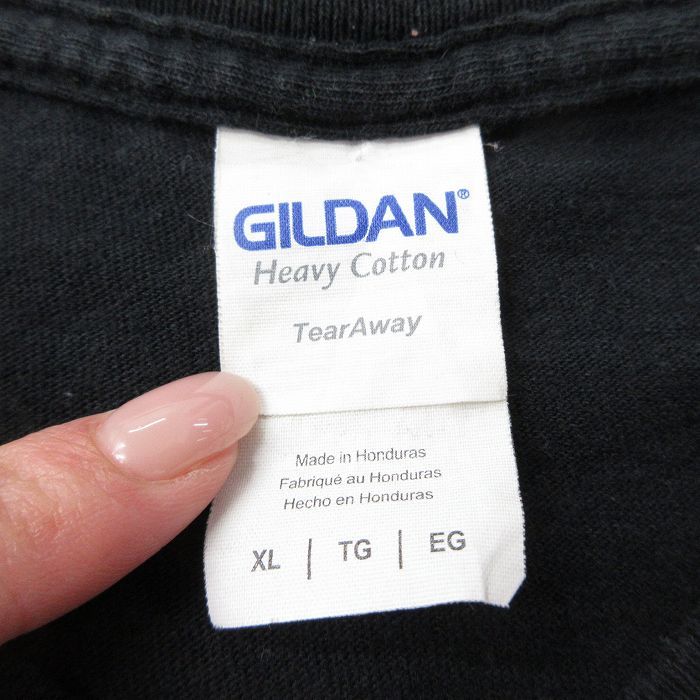 GILDAN®
Heavy Cotton
TearAway
Made in Honduras
Fabriqué au Honduras
Hecho en Honduras
XL | TG | EG